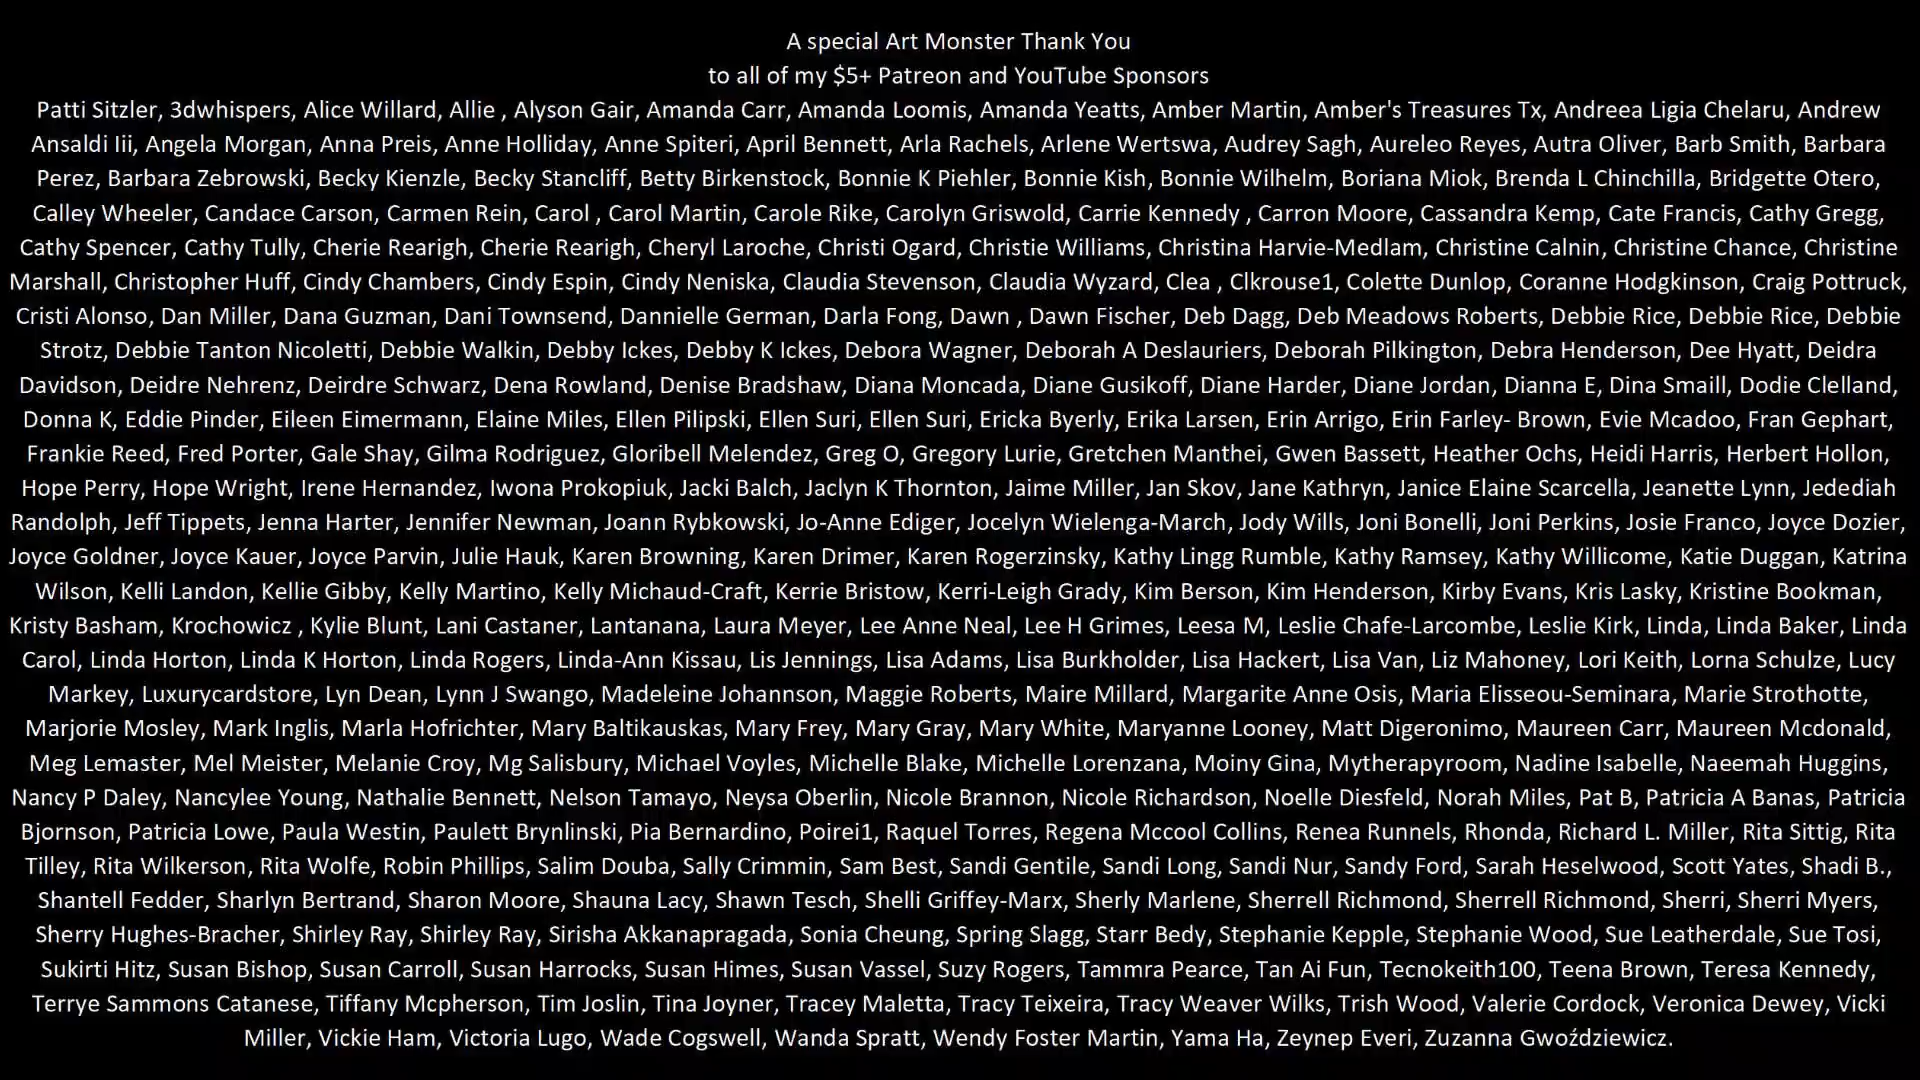 A special Art Monster Thank You
to all of my $5+ Patreon and YouTube Sponsors
Patti Sitzler, 3dwhispers, Alice Willard, Allie , Alyson Gair, Amanda Carr, Amanda Loomis, Amanda Yeatts, Amber Martin, Amber's Treasures Tx, Andreea Ligia Chelaru, Andrew
Ansaldi Iii, Angela Morgan, Anna Preis, Anne Holliday, Anne Spiteri, April Bennett, Arla Rachels, Arlene Wertswa, Audrey Sagh, Aureleo Reyes, Autra Oliver, Barb Smith, Barbara
Perez, Barbara Zebrowski, Becky Kienzle, Becky Stancliff, Betty Birkenstock, Bonnie K Piehler, Bonnie Kish, Bonnie Wilhelm, Boriana Miok, Brenda L Chinchilla, Bridgette Otero,
Calley Wheeler, Candace Carson, Carmen Rein, Carol , Carol Martin, Carole Rike, Carolyn Griswold, Carrie Kennedy , Carron Moore, Cassandra Kemp, Cate Francis, Cathy Gregg,
Cathy Spencer, Cathy Tully, Cherie Rearigh, Cherie Rearigh, Cheryl Laroche, Christi Ogard, Christie Williams, Christina Harvie-Medlam, Christine Calnin, Christine Chance, Christine
Marshall, Christopher Huff, Cindy Chambers, Cindy Espin, Cindy Neniska, Claudia Stevenson, Claudia Wyzard, Clea , Clkrouse1, Colette Dunlop, Coranne Hodgkinson, Craig Pottruck,
Cristi Alonso, Dan Miller, Dana Guzman, Dani Townsend, Dannielle German, Darla Fong, Dawn , Dawn Fischer, Deb Dagg, Deb Meadows Roberts, Debbie Rice, Debbie Rice, Debbie
Strotz, Debbie Tanton Nicoletti, Debbie Walkin, Debby Ickes, Debby K Ickes, Debora Wagner, Deborah A Deslauriers, Deborah Pilkington, Debra Henderson, Dee Hyatt, Deidra
Davidson, Deidre Nehrenz, Deirdre Schwarz, Dena Rowland, Denise Bradshaw, Diana Moncada, Diane Gusikoff, Diane Harder, Diane Jordan, Dianna E, Dina Smaill, Dodie Clelland,
Donna K, Eddie Pinder, Eileen Eimermann, Elaine Miles, Ellen Pilipski, Ellen Suri, Ellen Suri, Ericka Byerly, Erika Larsen, Erin Arrigo, Erin Farley- Brown, Evie Mcadoo, Fran Gephart,
Frankie Reed, Fred Porter, Gale Shay, Gilma Rodriguez, Gloribell Melendez, Greg O, Gregory Lurie, Gretchen Manthei, Gwen Bassett, Heather Ochs, Heidi Harris, Herbert Hollon,
Hope Perry, Hope Wright, Irene Hernandez, Iwona Prokopiuk, Jacki Balch, Jaclyn K Thornton, Jaime Miller, Jan Skov, Jane Kathryn, Janice Elaine Scarcella, Jeanette Lynn, Jedediah
Randolph, Jeff Tippets, Jenna Harter, Jennifer Newman, Joann Rybkowski, Jo-Anne Ediger, Jocelyn Wielenga-March, Jody Wills, Joni Bonelli, Joni Perkins, Josie Franco, Joyce Dozier,
Joyce Goldner, Joyce Kauer, Joyce Parvin, Julie Hauk, Karen Browning, Karen Drimer, Karen Rogerzinsky, Kathy Lingg Rumble, Kathy Ramsey, Kathy Willicome, Katie Duggan, Katrina
Wilson, Kelli Landon, Kellie Gibby, Kelly Martino, Kelly Michaud-Craft, Kerrie Bristow, Kerri-Leigh Grady, Kim Berson, Kim Henderson, Kirby Evans, Kris Lasky, Kristine Bookman,
Kristy Basham, Krochowicz , Kylie Blunt, Lani Castaner, Lantanana, Laura Meyer, Lee Anne Neal, Lee H Grimes, Leesa M, Leslie Chafe-Larcombe, Leslie Kirk, Linda, Linda Baker, Linda
Carol, Linda Horton, Linda K Horton, Linda Rogers, Linda-Ann Kissau, Lis Jennings, Lisa Adams, Lisa Burkholder, Lisa Hackert, Lisa Van, Liz Mahoney, Lori Keith, Lorna Schulze, Lucy
Markey, Luxurycardstore, Lyn Dean, Lynn J Swango, Madeleine Johannson, Maggie Roberts, Maire Millard, Margarite Anne Osis, Maria Elisseou-Seminara, Marie Strothotte,
Marjorie Mosley, Mark Inglis, Marla Hofrichter, Mary Baltikauskas, Mary Frey, Mary Gray, Mary White, Maryanne Looney, Matt Digeronimo, Maureen Carr, Maureen Mcdonald,
Meg Lemaster, Mel Meister, Melanie Croy, Mg Salisbury, Michael Voyles, Michelle Blake, Michelle Lorenzana, Moiny Gina, Mytherapyroom, Nadine Isabelle, Naeemah Huggins,
Nancy P Daley, Nancylee Young, Nathalie Bennett, Nelson Tamayo, Neysa Oberlin, Nicole Brannon, Nicole Richardson, Noelle Diesfeld, Norah Miles, Pat B, Patricia A Banas, Patricia
Bjornson, Patricia Lowe, Paula Westin, Paulett Brynlinski, Pia Bernardino, Poirei1, Raquel Torres, Regena Mccool Collins, Renea Runnels, Rhonda, Richard L. Miller, Rita Sittig, Rita
Tilley, Rita Wilkerson, Rita Wolfe, Robin Phillips, Salim Douba, Sally Crimmin, Sam Best, Sandi Gentile, Sandi Long, Sandi Nur, Sandy Ford, Sarah Heselwood, Scott Yates, Shadi B.,
Shantell Fedder, Sharlyn Bertrand, Sharon Moore, Shauna Lacy, Shawn Tesch, Shelli Griffey-Marx, Sherly Marlene, Sherrell Richmond, Sherrell Richmond, Sherri, Sherri Myers,
Sherry Hughes-Bracher, Shirley Ray, Shirley Ray, Sirisha Akkanapragada, Sonia Cheung, Spring Slagg, Starr Bedy, Stephanie Kepple, Stephanie Wood, Sue Leatherdale, Sue Tosi,
Sukirti Hitz, Susan Bishop, Susan Carroll, Susan Harrocks, Susan Himes, Susan Vassel, Suzy Rogers, Tammra Pearce, Tan Ai Fun, Tecnokeith100, Teena Brown, Teresa Kennedy,
Terrye Sammons Catanese, Tiffany Mcpherson, Tim Joslin, Tina Joyner, Tracey Maletta, Tracy Teixeira, Tracy Weaver Wilks, Trish Wood, Valerie Cordock, Veronica Dewey, Vicki
Miller, Vickie Ham, Victoria Lugo, Wade Cogswell, Wanda Spratt, Wendy Foster Martin, Yama Ha, Zeynep Everi, Zuzanna Gwoździewicz.